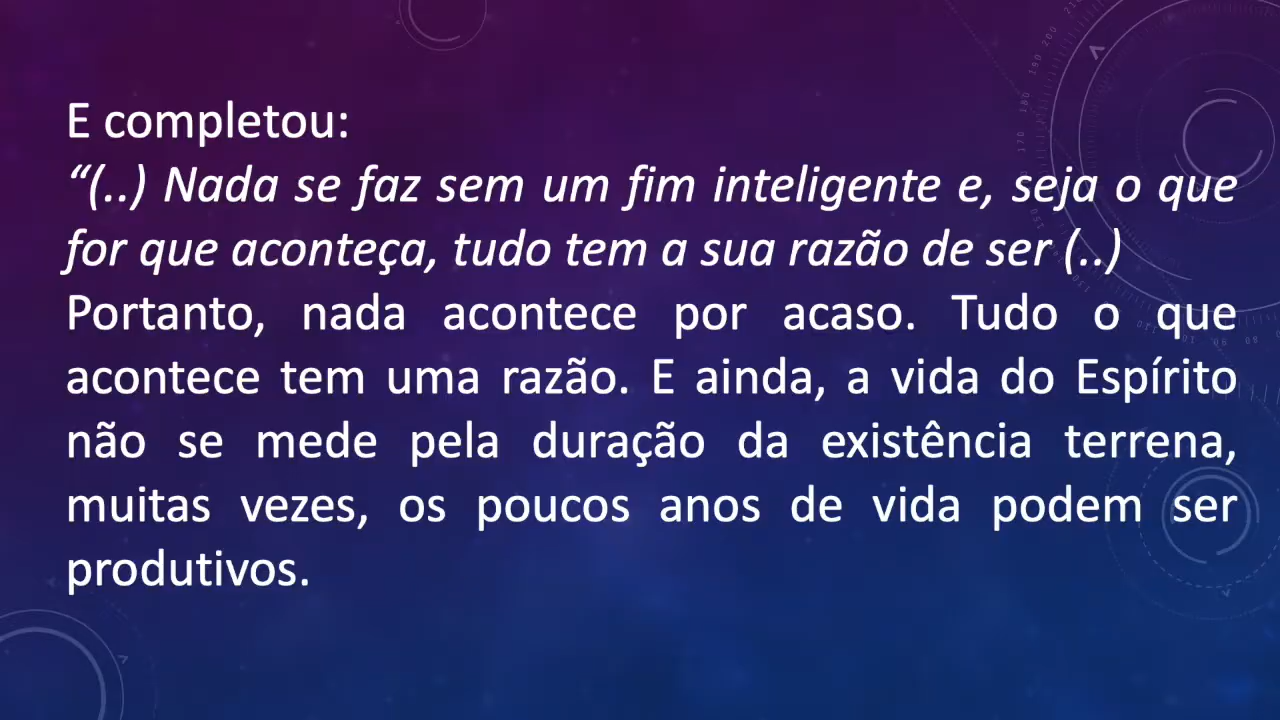 E completou:
“(..) Nada se faz sem um fim inteligente e, seja o que
for que aconteça, tudo tem a sua razão de ser (..)
Portanto, nada acontece por acaso. Tudo o que
acontece tem uma razão. E ainda, a vida do Espírito
não se mede pela duração da existência terrena,
muitas vezes, os poucos anos de vida podem ser
produtivos.